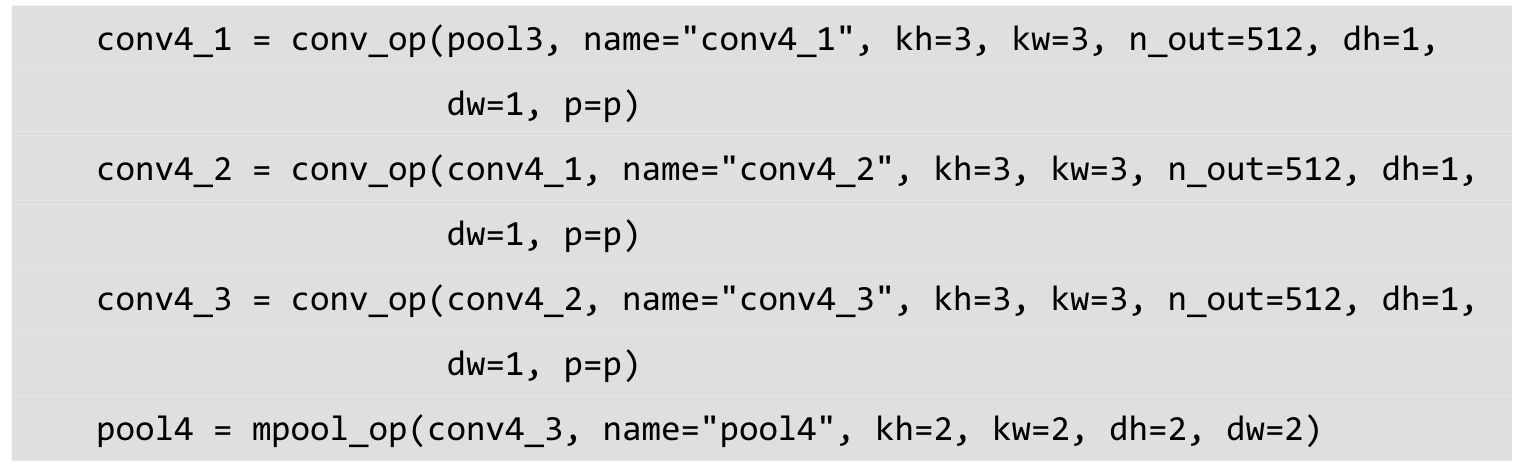 conv4_1 = conv_op(pool3, name="conv4_1", kh=3, kw=3, n_out=512, dh=1,
dw=1, p=p)
conv4_2 = conv_op(conv4_1, name="conv4_2", kh=3, kw=3, n_out=512, dh=1,
dw=1, p=p)
conv4_3 = conv_op(conv4_2, name="conv4_3", kh=3, kw=3, n_out=512, dh=1,
dw=1, p=p)
pool4 = mpool_op(conv4_3, name="pool4", kh=2, kw=2, dh=2, dw=2)